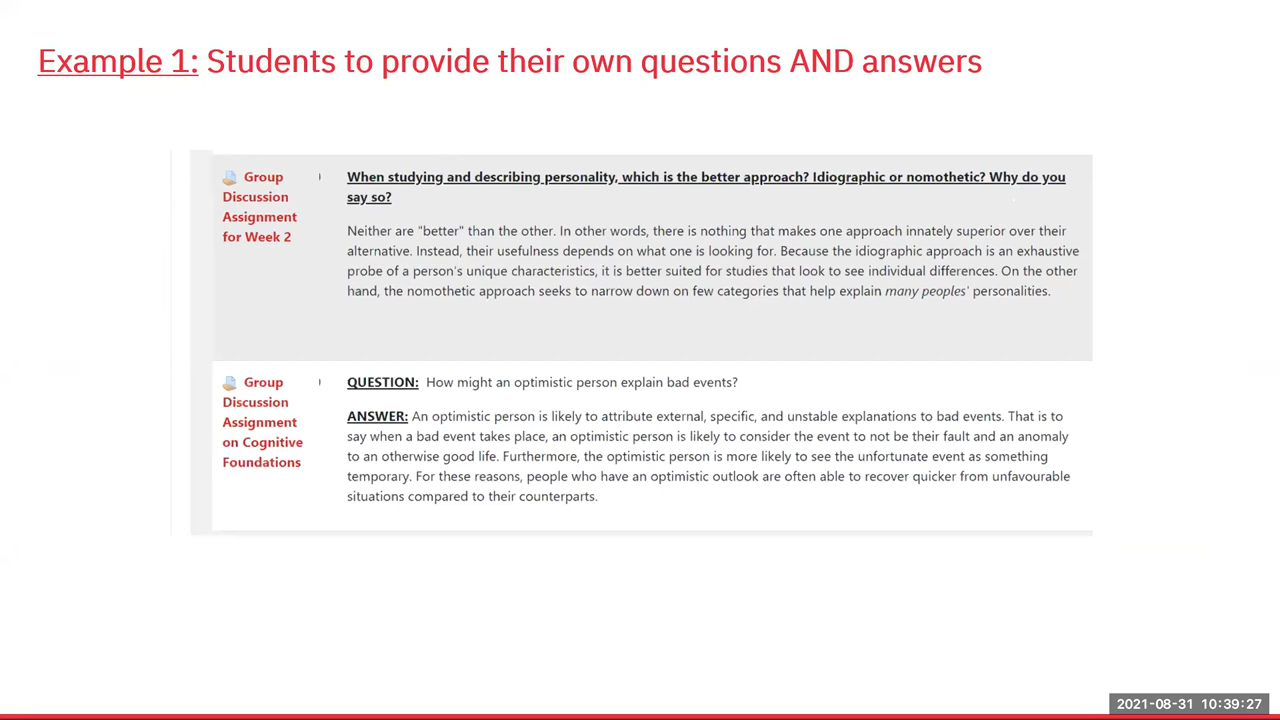 Example 1: Students to provide their own questions AND answers
Group
Discussion
Assignment
for Week 2
When studying and describing personality, which is the better approach? Idiographic or nomothetic? Why do you
say so?
Neither are "better" than the other. In other words, there is nothing that makes one approach innately superior over their
alternative. Instead, their usefulness depends on what one is looking for. Because the idiographic approach is an exhaustive
probe of a person's unique characteristics, it is better suited for studies that look to see individual differences. On the other
hand, the nomothetic approach seeks to narrow down on few categories that help explain many peoples' personalities.
Group
Discussion
Assignment
on Cognitive
Foundations
QUESTION: How might an optimistic person explain bad events?
ANSWER: An optimistic person is likely to attribute external, specific, and unstable explanations to bad events. That is to
say when a bad event takes place, an optimistic person is likely to consider the event to not be their fault and an anomaly
to an otherwise good life. Furthermore, the optimistic person is more likely to see the unfortunate event as something
temporary. For these reasons, people who have an optimistic outlook are often able to recover quicker from unfavourable
situations compared to their counterparts.
2021-08-31 10:39:27